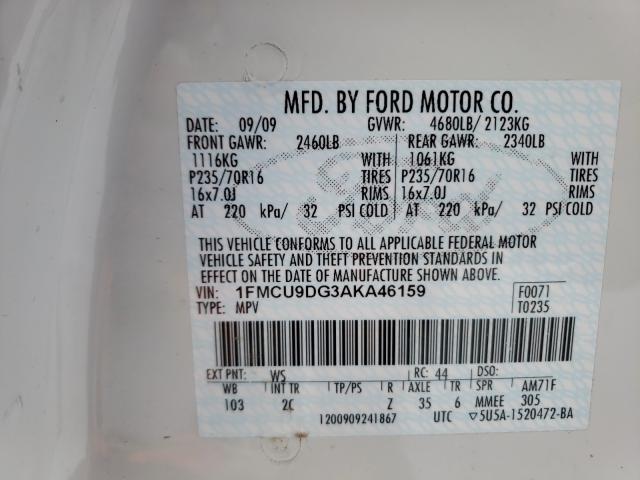 MFD. BY FORD MOTOR CO.
DATE: 09/09 GVWR: 4680LB/ 2123KG
FRONT GAWR: 2460LB REAR GAWR: 2340LB
1116KG WITH 1061KG WITH
P235/70R16 TIRES P235/70R16 TIRES
16x7.0J RIMS 16x7.0J RIMS
AT 220 kPa/ 32 PSI COLD AT 220 kPa/ 32 PSI COLD
THIS VEHICLE CONFORMS TO ALL APPLICABLE FEDERAL MOTOR
VEHICLE SAFETY AND THEFT PREVENTION STANDARDS IN
EFFECT ON THE DATE OF MANUFACTURE SHOWN ABOVE.
VIN: 1FMCU9DG3AKA46159 F0071
TYPE: MPV T0235
EXT PNT: WS RC: 44 DSO:
WB INT TR TP/PS R AXLE TR SPR AM71F
103 2C Z 35 6 MMEE 305
1200909241867 UTC ▽5U5A-1520472-BA
Ford